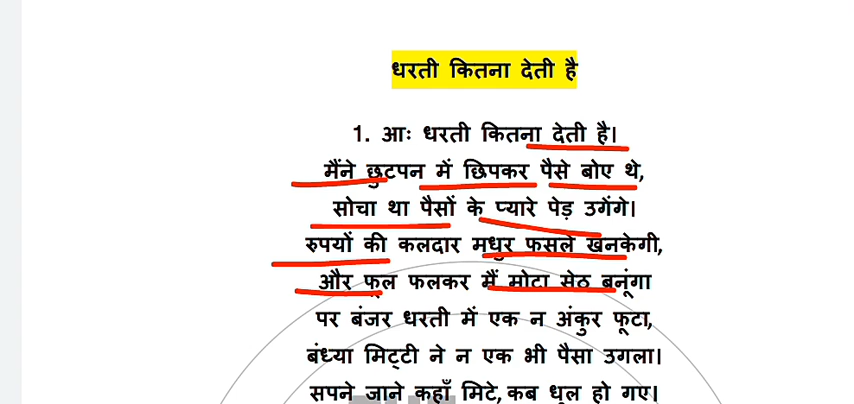 धरती कितना देती है
1. आः धरती कितना देती है।
मैंने छुटपन में छिपकर पैसे बोए थे,
सोचा था पैसों के प्यारे पेड़ उगेंगे।
रुपयों की कलदार मधुर फसले खनकेगी,
और फूल फलकर मैं मोटा सेठ बनूंगा
पर बंजर धरती में एक न अंकुर फूटा,
बंध्या मिट्टी ने न एक भी पैसा उगला।
सपने जाने कहाँ मिटे, कब धूल हो गए।